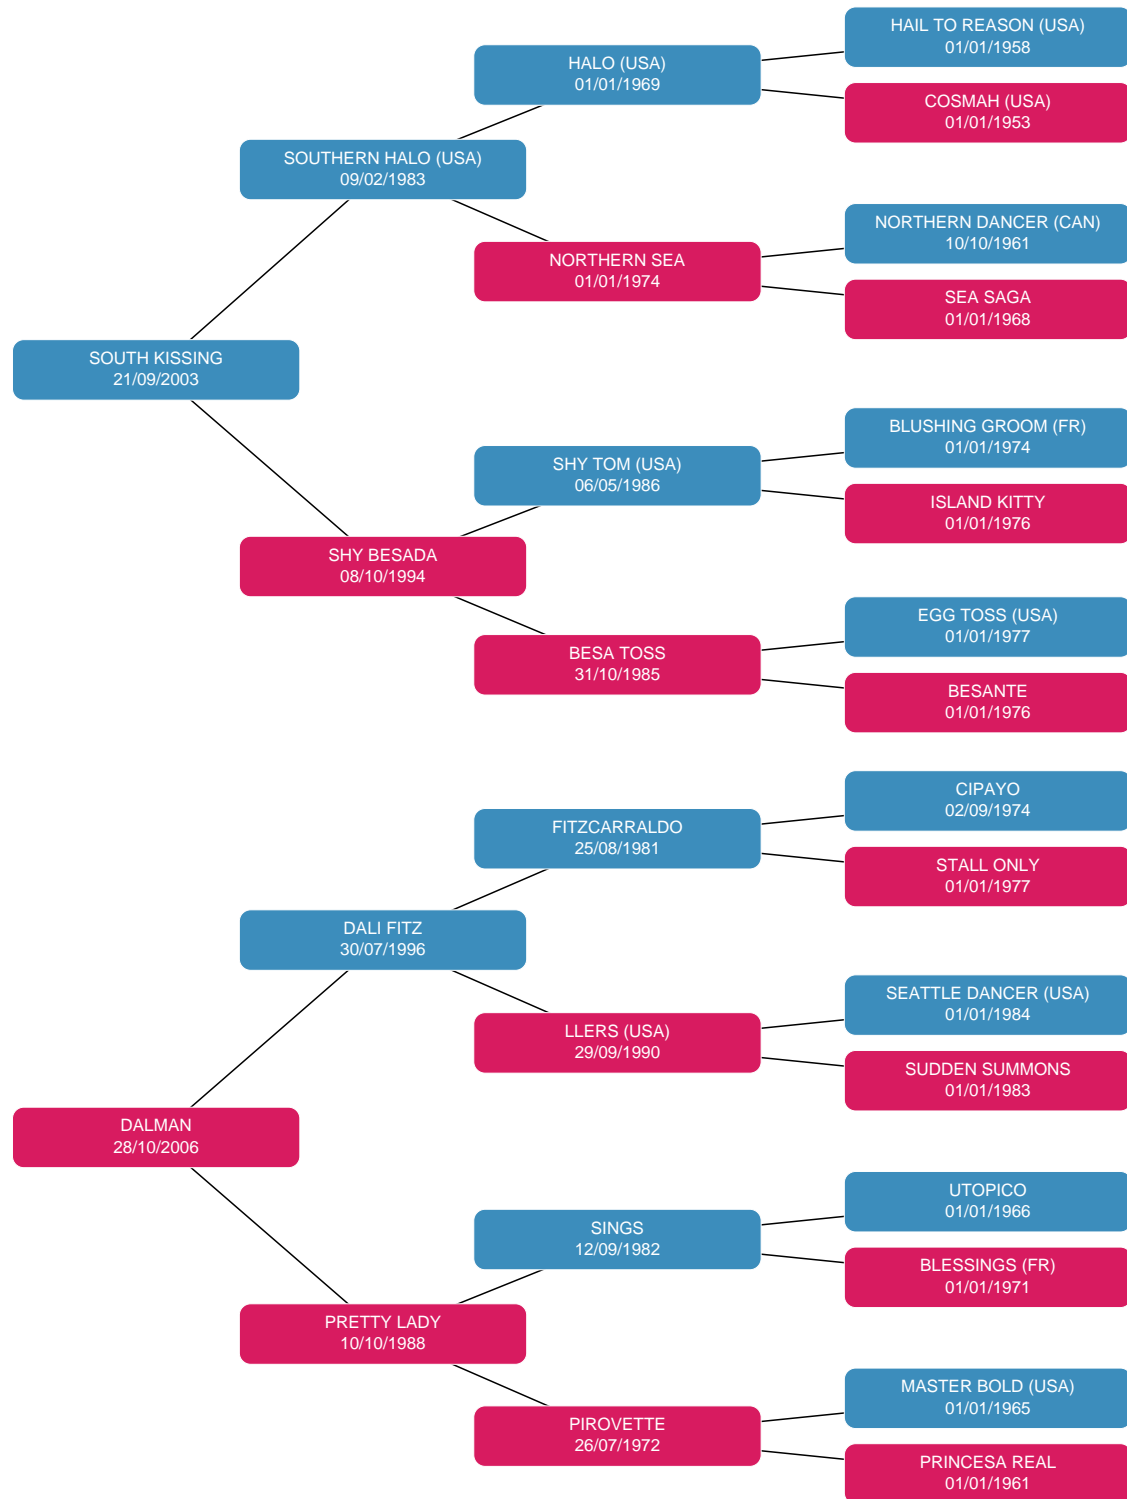 HAIL TO REASON (USA)
01/01/1958
HALO (USA)
01/01/1969
COSMAH (USA)
01/01/1953
SOUTHERN HALO (USA)
09/02/1983
NORTHERN DANCER (CAN)
10/10/1961
NORTHERN SEA
01/01/1974
SEA SAGA
01/01/1968
SOUTH KISSING
21/09/2003
BLUSHING GROOM (FR)
01/01/1974
SHY TOM (USA)
06/05/1986
ISLAND KITTY
01/01/1976
SHY BESADA
08/10/1994
EGG TOSS (USA)
01/01/1977
BESA TOSS
31/10/1985
BESANTE
01/01/1976
CIPAYO
02/09/1974
FITZCARRALDO
25/08/1981
STALL ONLY
01/01/1977
DALI FITZ
30/07/1996
SEATTLE DANCER (USA)
01/01/1984
LLERS (USA)
29/09/1990
SUDDEN SUMMONS
01/01/1983
DALMAN
28/10/2006
UTOPICO
01/01/1966
SINGS
12/09/1982
BLESSINGS (FR)
01/01/1971
PRETTY LADY
10/10/1988
MASTER BOLD (USA)
01/01/1965
PIROVETTE
26/07/1972
PRINCESA REAL
01/01/1961